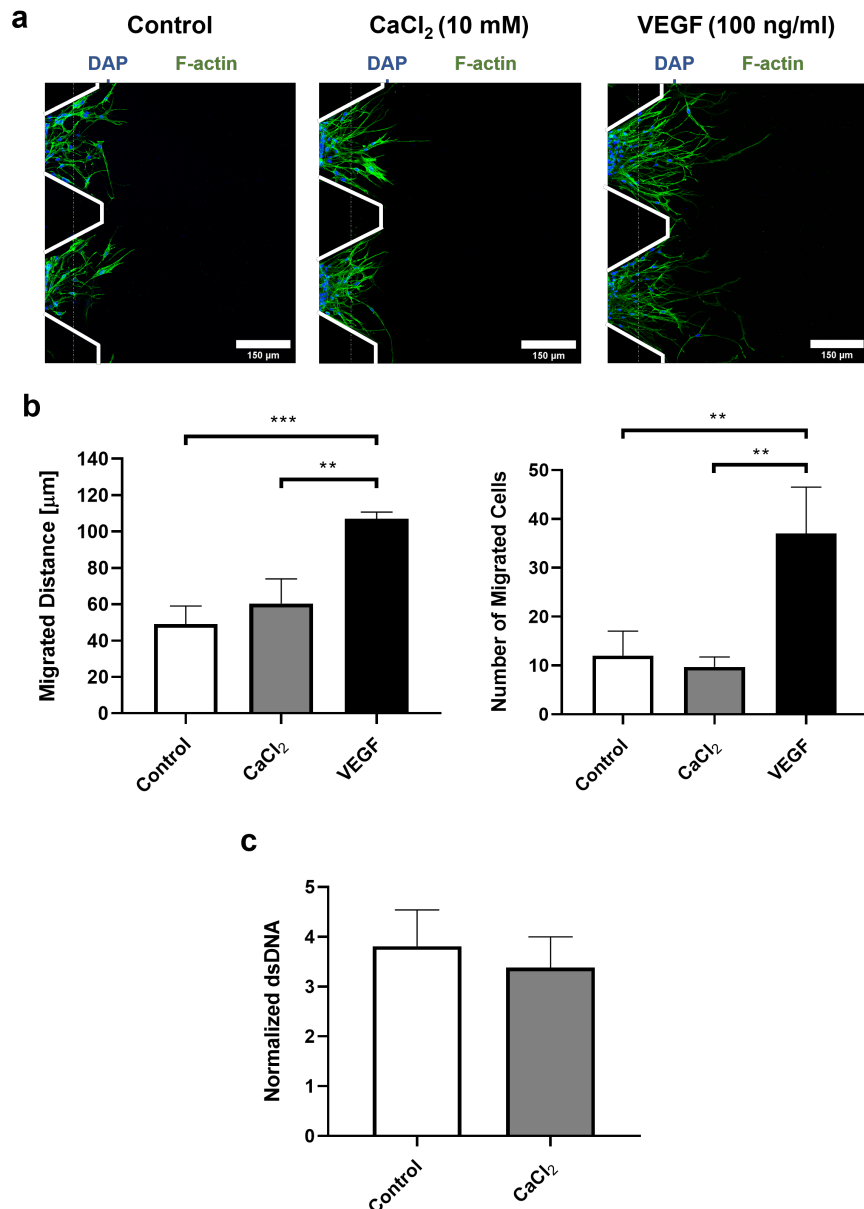 a
Control
CaCl₂ (10 mM)
VEGF (100 ng/ml)
DAP F-actin
DAP F-actin
DAP F-actin
150 µm
150 µm
150 µm
b
***
**
Migrated Distance [µm]
140
120
100
80
60
40
20
0
Control
CaCl₂
VEGF
**
**
Number of Migrated Cells
50
40
30
20
10
0
Control
CaCl₂
VEGF
c
Normalized dsDNA
5
4
3
2
1
0
Control
CaCl₂